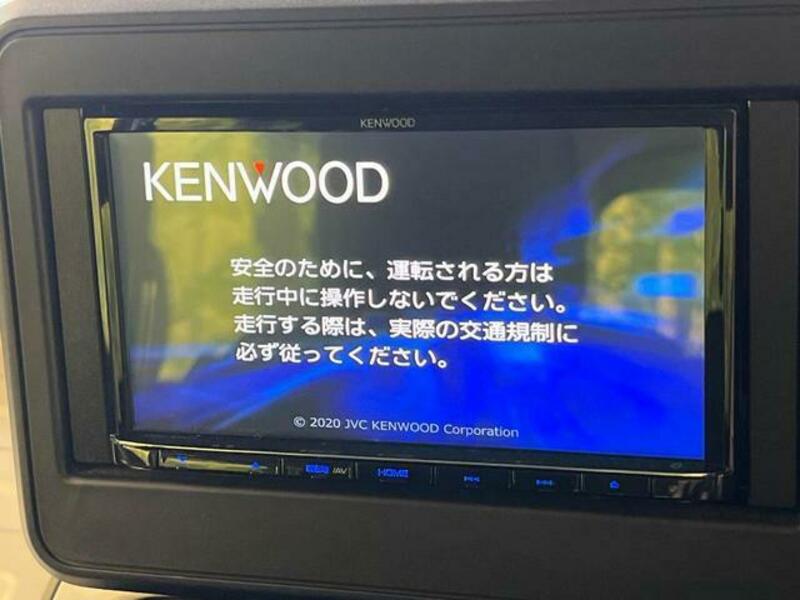 KENWOOD
KENWOOD
安全のために、運転される方は
走行中に操作しないでください。
走行する際は、実際の交通規制に
必ず従ってください。
© 2020 JVC KENWOOD Corporation
/AV HOME